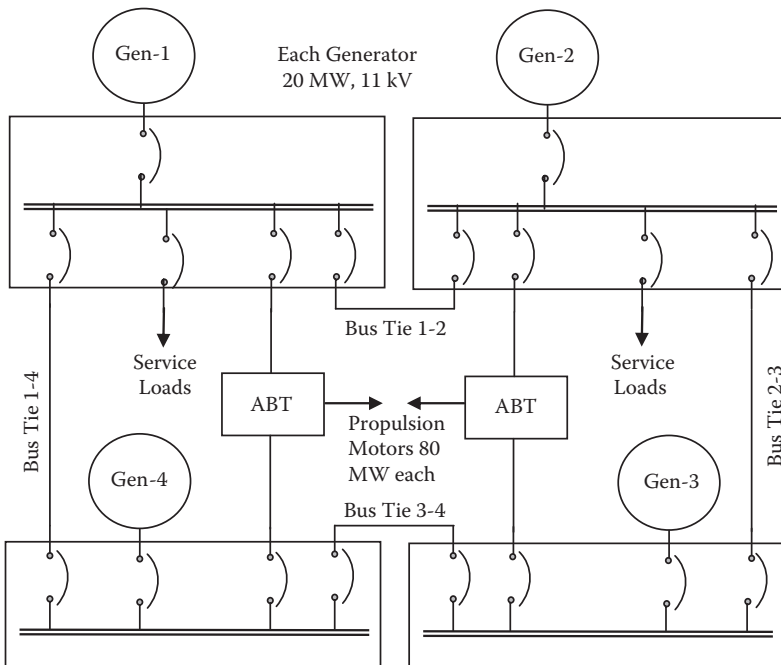 Gen-1
Each Generator
20 MW, 11 kV
Gen-2
Bus Tie 1-2
Service
Loads
Service
Loads
Bus Tie 1-4
Bus Tie 2-3
ABT
ABT
Propulsion
Motors 80
MW each
Gen-4
Gen-3
Bus Tie 3-4